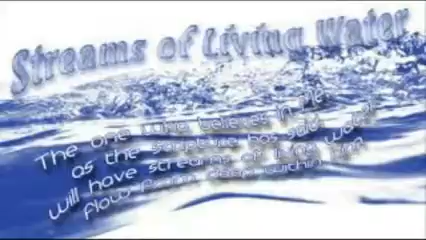 Streams of Living Water
The one who believes in Me
as the scripture has said
will have streams of living water
flow from deep within him